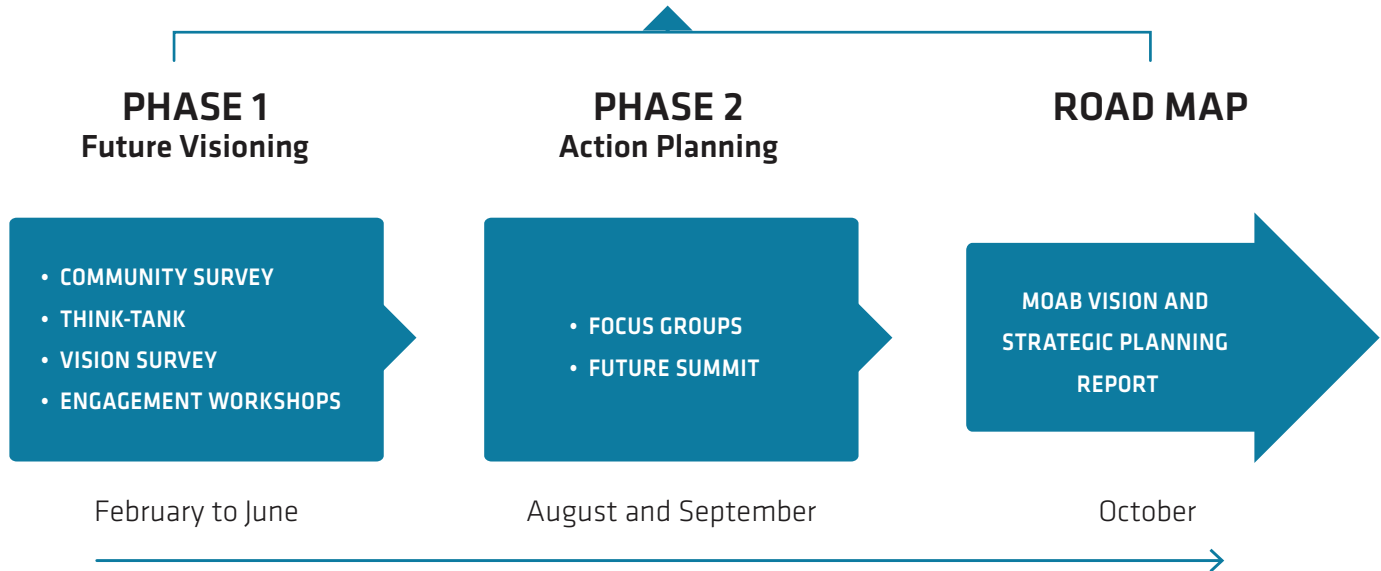 PHASE 1
Future Visioning
• COMMUNITY SURVEY
• THINK-TANK
• VISION SURVEY
• ENGAGEMENT WORKSHOPS
February to June
PHASE 2
Action Planning
• FOCUS GROUPS
• FUTURE SUMMIT
August and September
ROAD MAP
MOAB VISION AND
STRATEGIC PLANNING
REPORT
October